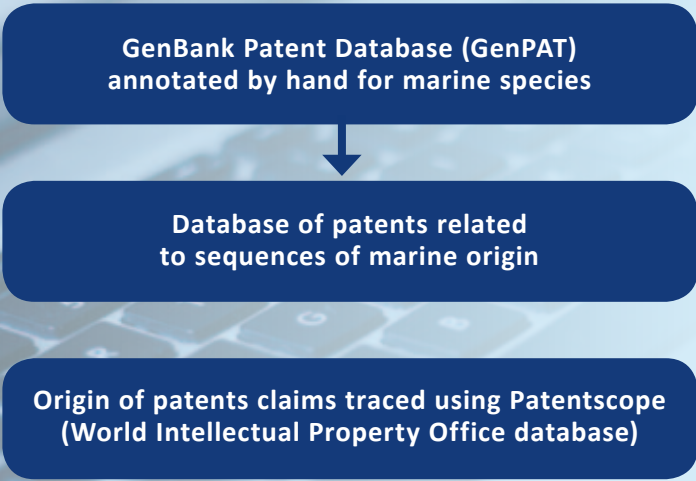 GenBank Patent Database (GenPAT)
annotated by hand for marine species
Database of patents related
to sequences of marine origin
Origin of patents claims traced using Patentscope
(World Intellectual Property Office database)